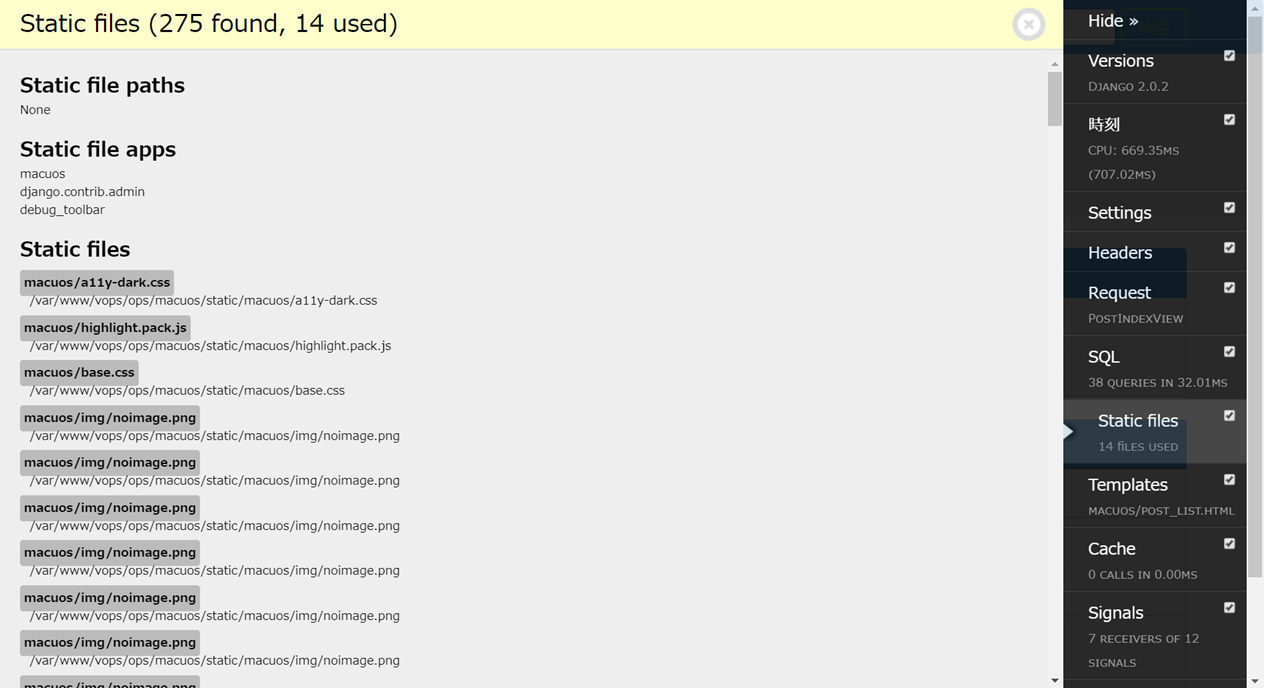 Static files (275 found, 14 used)
Static file paths
None
Static file apps
macuos
django.contrib.admin
debug_toolbar
Static files
macuos/a11y-dark.css
/var/www/vops/ops/macuos/static/macuos/a11y-dark.css
macuos/highlight.pack.js
/var/www/vops/ops/macuos/static/macuos/highlight.pack.js
macuos/base.css
/var/www/vops/ops/macuos/static/macuos/base.css
macuos/img/noimage.png
/var/www/vops/ops/macuos/static/macuos/img/noimage.png
macuos/img/noimage.png
/var/www/vops/ops/macuos/static/macuos/img/noimage.png
macuos/img/noimage.png
/var/www/vops/ops/macuos/static/macuos/img/noimage.png
macuos/img/noimage.png
/var/www/vops/ops/macuos/static/macuos/img/noimage.png
macuos/img/noimage.png
/var/www/vops/ops/macuos/static/macuos/img/noimage.png
macuos/img/noimage.png
/var/www/vops/ops/macuos/static/macuos/img/noimage.png
macuos/img/noimage.png
Hide »
Versions
DJANGO 2.0.2
時刻
CPU: 669.35MS
(707.02MS)
Settings
Headers
Request
POSTINDEXVIEW
SQL
38 QUERIES IN 32.01MS
Static files
14 FILES USED
Templates
MACUOS/POST_LIST.HTML
Cache
0 CALLS IN 0.00MS
Signals
7 RECEIVERS OF 12
SIGNALS